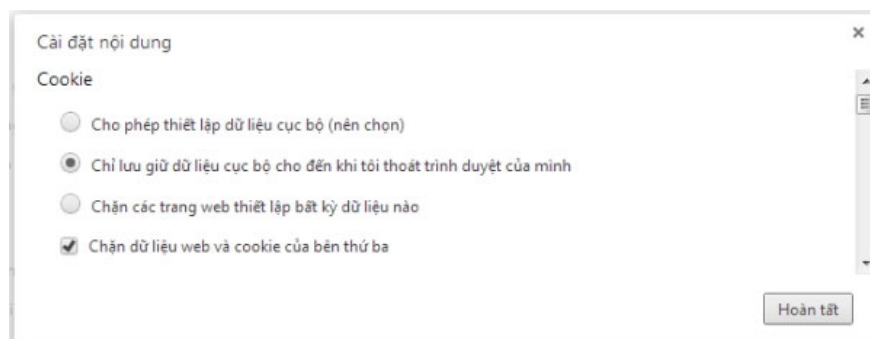 Cài đặt nội dung
Cookie
Cho phép thiết lập dữ liệu cục bộ (nên chọn)
Chỉ lưu giữ dữ liệu cục bộ cho đến khi tôi thoát trình duyệt của mình
Chặn các trang web thiết lập bất kỳ dữ liệu nào
Chặn dữ liệu web và cookie của bên thứ ba
Hoàn tất